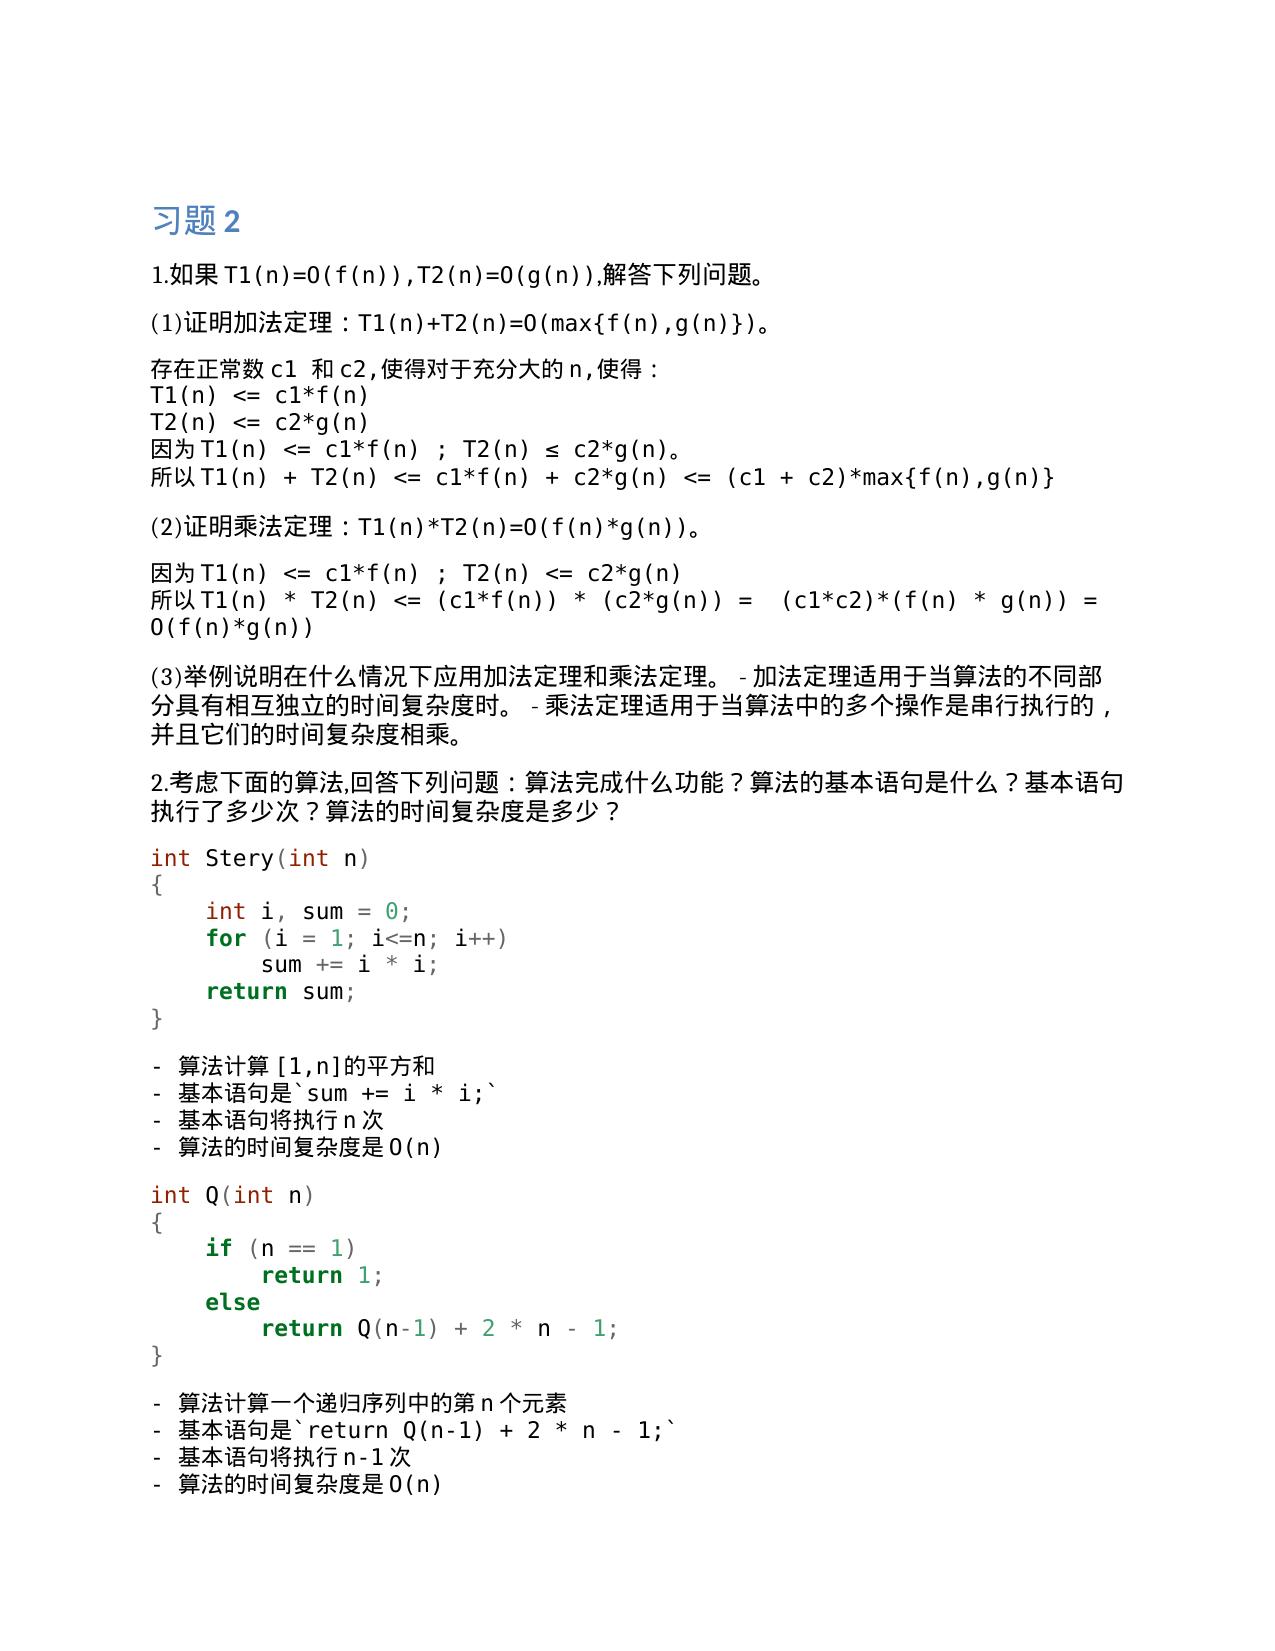 习题 2
1.如果 T1(n)=O(f(n)),T2(n)=O(g(n)),解答下列问题。
(1)证明加法定理：T1(n)+T2(n)=O(max{f(n),g(n)})。
存在正常数 c1 和 c2,使得对于充分大的 n,使得：
T1(n) <= c1*f(n)
T2(n) <= c2*g(n)
因为 T1(n) <= c1*f(n) ; T2(n) ≤ c2*g(n)。
所以 T1(n) + T2(n) <= c1*f(n) + c2*g(n) <= (c1 + c2)*max{f(n),g(n)}
(2)证明乘法定理：T1(n)*T2(n)=O(f(n)*g(n))。
因为 T1(n) <= c1*f(n) ; T2(n) <= c2*g(n)
所以 T1(n) * T2(n) <= (c1*f(n)) * (c2*g(n)) =  (c1*c2)*(f(n) * g(n)) =
O(f(n)*g(n))
(3)举例说明在什么情况下应用加法定理和乘法定理。 - 加法定理适用于当算法的不同部
分具有相互独立的时间复杂度时。 - 乘法定理适用于当算法中的多个操作是串行执行的，
并且它们的时间复杂度相乘。
2.考虑下面的算法,回答下列问题：算法完成什么功能？算法的基本语句是什么？基本语句
执行了多少次？算法的时间复杂度是多少？
int Stery(int n)
{
    int i, sum = 0;
    for (i = 1; i<=n; i++)
        sum += i * i;
    return sum;
}
- 算法计算 [1,n]的平方和
- 基本语句是`sum += i * i;`
- 基本语句将执行 n 次
- 算法的时间复杂度是 O(n)
int Q(int n)
{
    if (n == 1)
        return 1;
    else
        return Q(n-1) + 2 * n - 1;
}
- 算法计算一个递归序列中的第 n 个元素
- 基本语句是`return Q(n-1) + 2 * n - 1;`
- 基本语句将执行 n-1 次
- 算法的时间复杂度是 O(n)